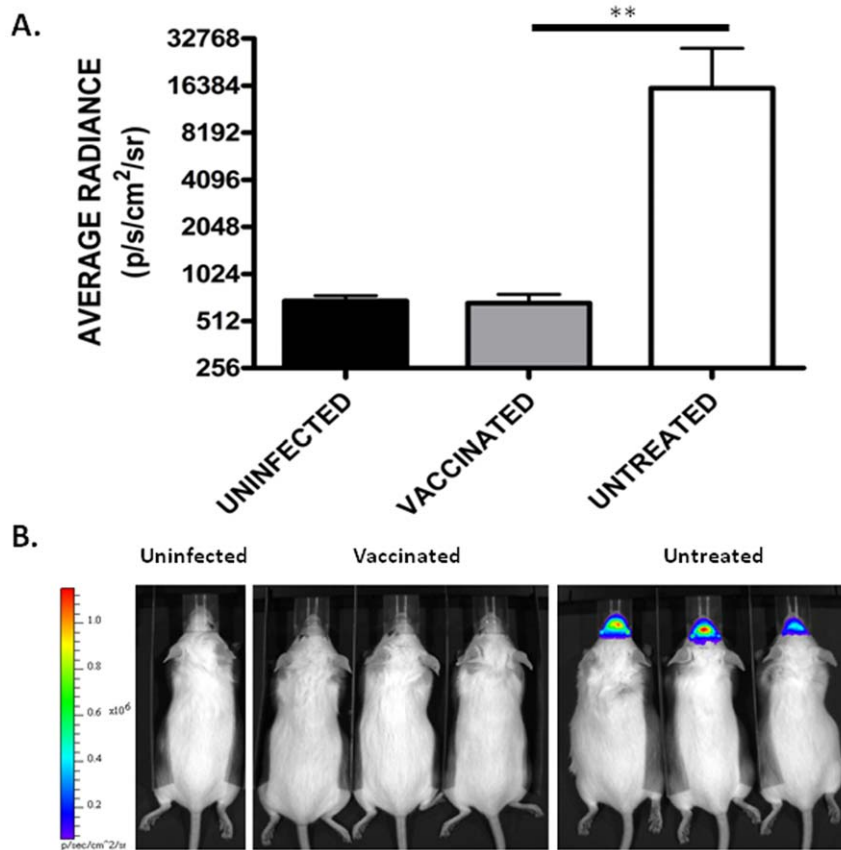 A.
**
AVERAGE RADIANCE
(p/s/cm²/sr)
32768
16384
8192
4096
2048
1024
512
256
UNINFECTED
VACCINATED
UNTREATED
B.
Uninfected
Vaccinated
Untreated
1.0
0.8
0.6
x10⁶
0.4
0.2
p/sec/cm^2/sr